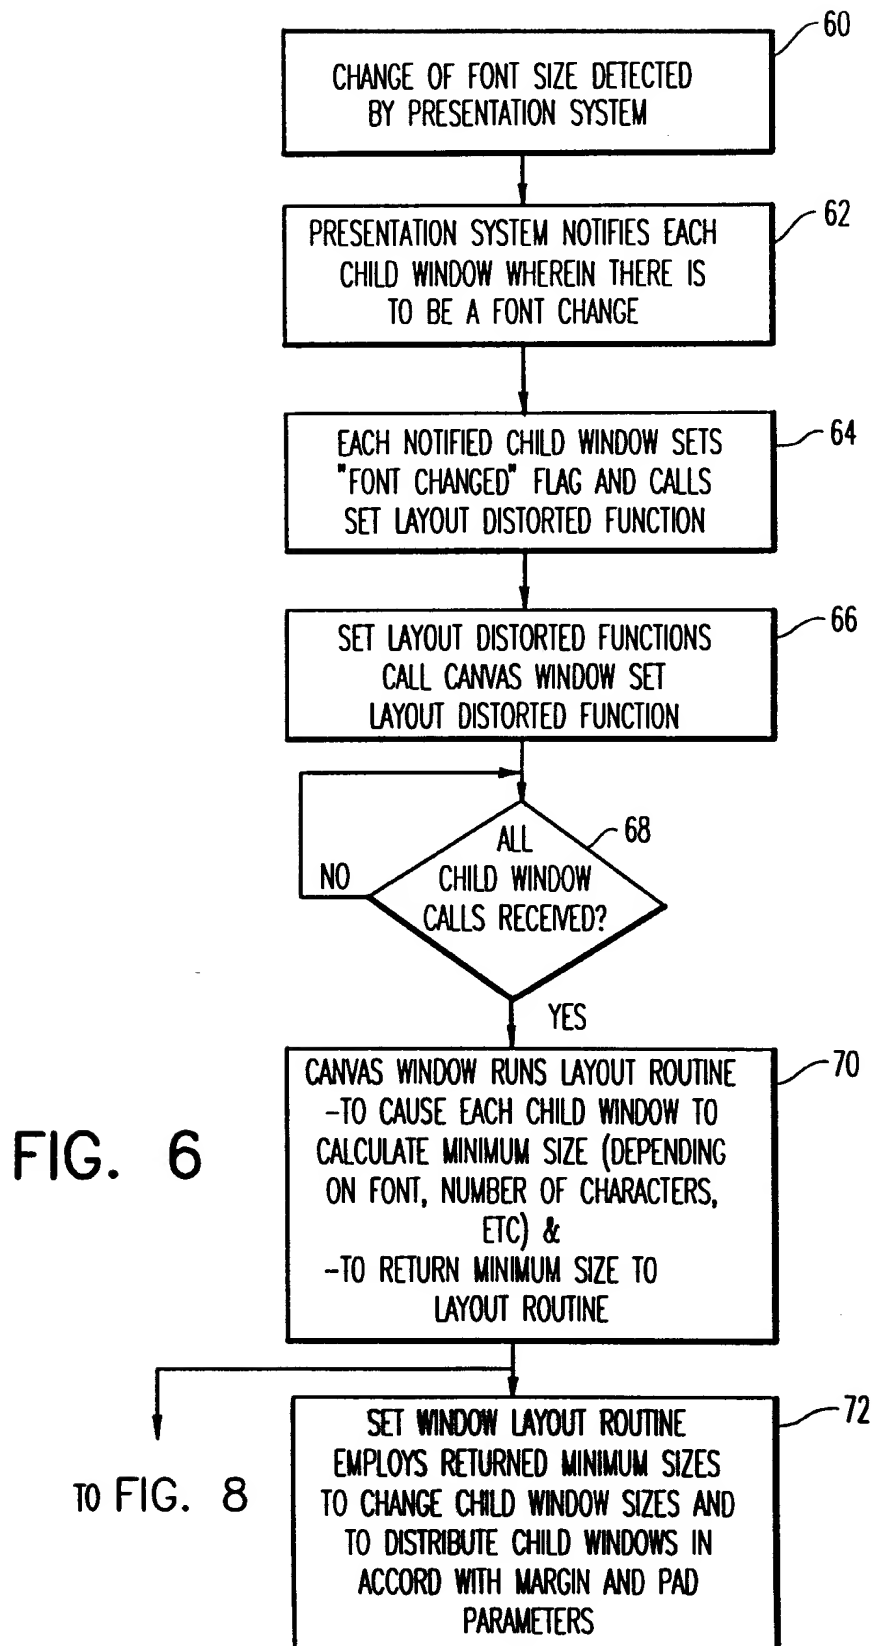 60
CHANGE OF FONT SIZE DETECTED
BY PRESENTATION SYSTEM
62
PRESENTATION SYSTEM NOTIFIES EACH
CHILD WINDOW WHEREIN THERE IS
TO BE A FONT CHANGE
64
EACH NOTIFIED CHILD WINDOW SETS
"FONT CHANGED" FLAG AND CALLS
SET LAYOUT DISTORTED FUNCTION
66
SET LAYOUT DISTORTED FUNCTIONS
CALL CANVAS WINDOW SET
LAYOUT DISTORTED FUNCTION
68
ALL
CHILD WINDOW
CALLS RECEIVED?
NO
YES
70
CANVAS WINDOW RUNS LAYOUT ROUTINE
-TO CAUSE EACH CHILD WINDOW TO
CALCULATE MINIMUM SIZE (DEPENDING
ON FONT, NUMBER OF CHARACTERS,
ETC) &
-TO RETURN MINIMUM SIZE TO
LAYOUT ROUTINE
FIG. 6
72
SET WINDOW LAYOUT ROUTINE
EMPLOYS RETURNED MINIMUM SIZES
TO CHANGE CHILD WINDOW SIZES AND
TO DISTRIBUTE CHILD WINDOWS IN
ACCORD WITH MARGIN AND PAD
PARAMETERS
TO FIG. 8